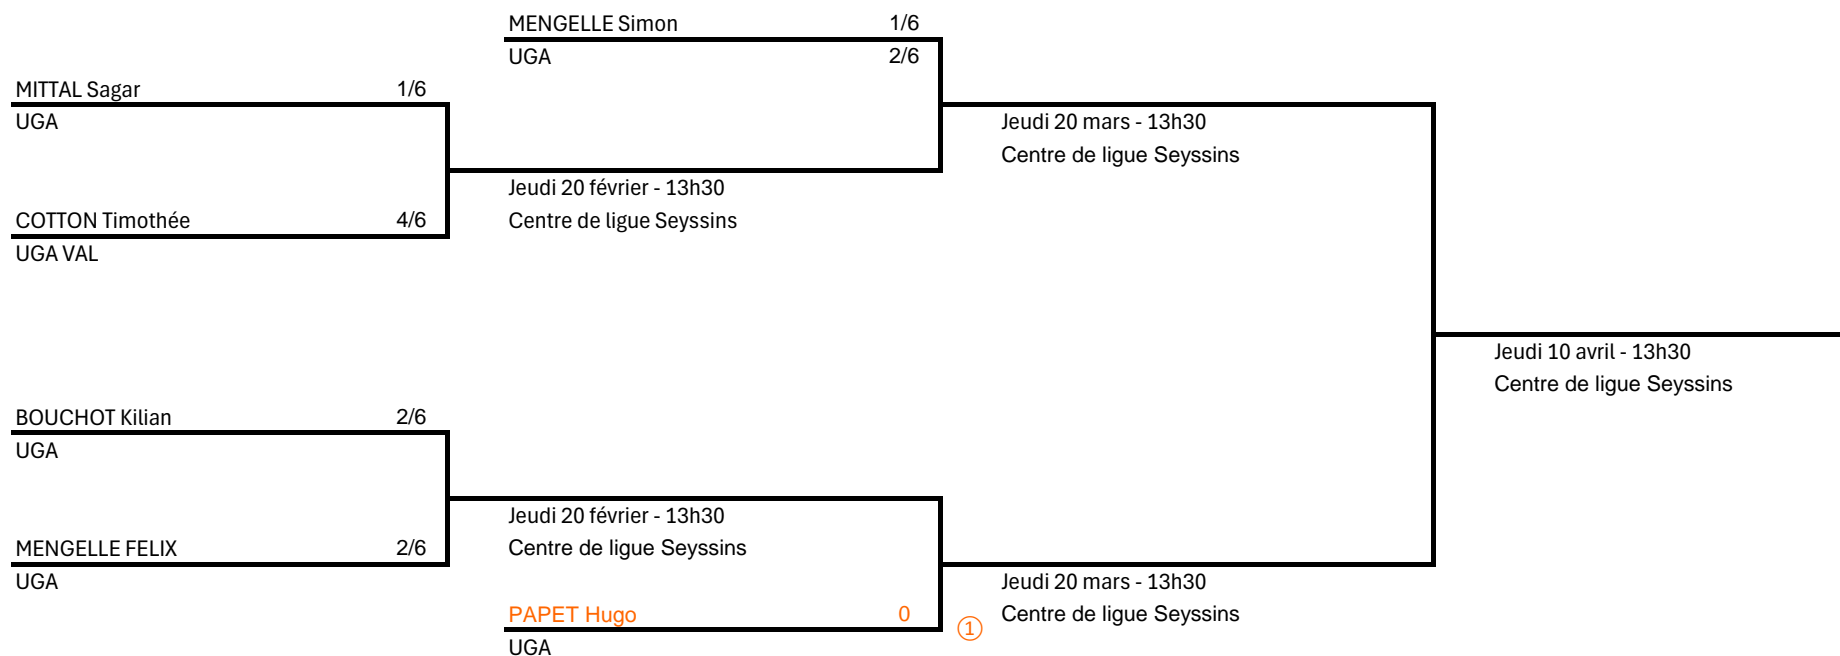 MENGELLE Simon 1/6
UGA 2/6
MITTAL Sagar 1/6
UGA
Jeudi 20 mars - 13h30
Centre de ligue Seyssins
Jeudi 20 février - 13h30
COTTON Timothée 4/6
Centre de ligue Seyssins
UGA VAL
Jeudi 10 avril - 13h30
Centre de ligue Seyssins
BOUCHOT Kilian 2/6
UGA
Jeudi 20 février - 13h30
MENGELLE FELIX 2/6
Centre de ligue Seyssins
UGA
Jeudi 20 mars - 13h30
PAPET Hugo 0
Centre de ligue Seyssins
①
UGA